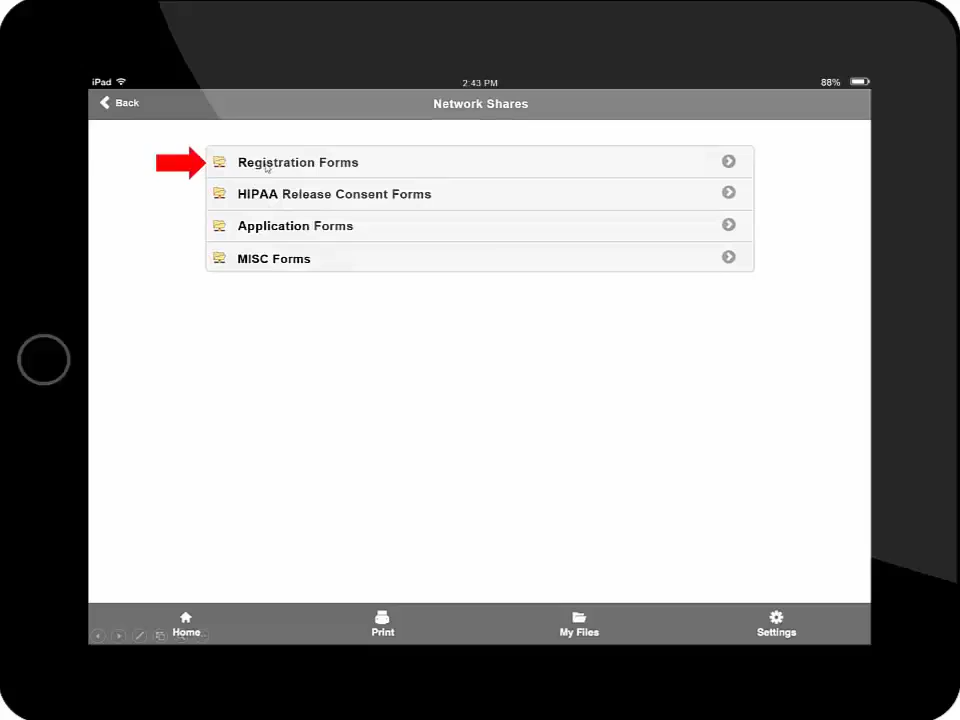 iPad
2:43 PM
88%
Back
Network Shares
Registration Forms
HIPAA Release Consent Forms
Application Forms
MISC Forms
Home
Print
My Files
Settings